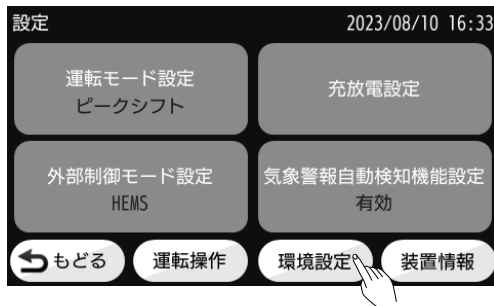 設定 2023/08/10 16:33
運転モード設定
ピークシフト
充放電設定
外部制御モード設定
HEMS
気象警報自動検知機能設定
有効
もどる 運転操作 環境設定 装置情報